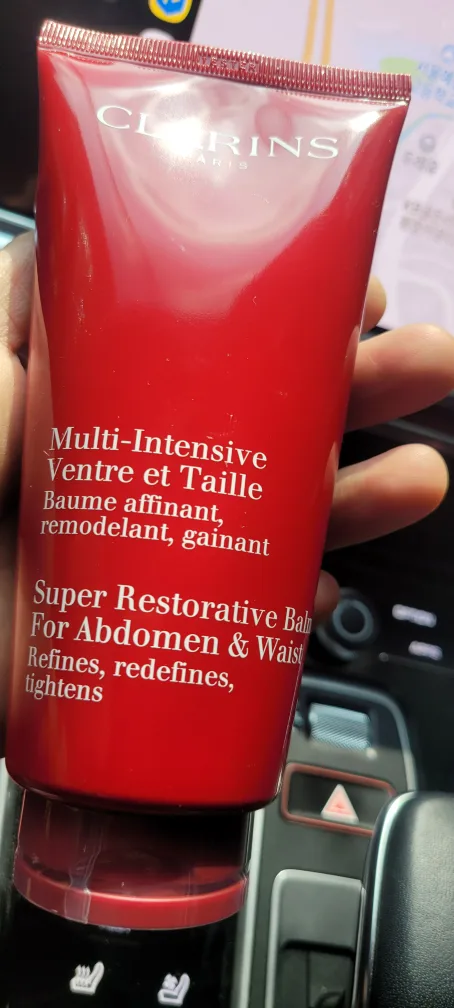 CLARINS
PARIS
Multi-Intensive
Ventre et Taille
Baume affinant,
remodelant, gainant
Super Restorative Balm
For Abdomen & Waist
Refines, redefines,
tightens